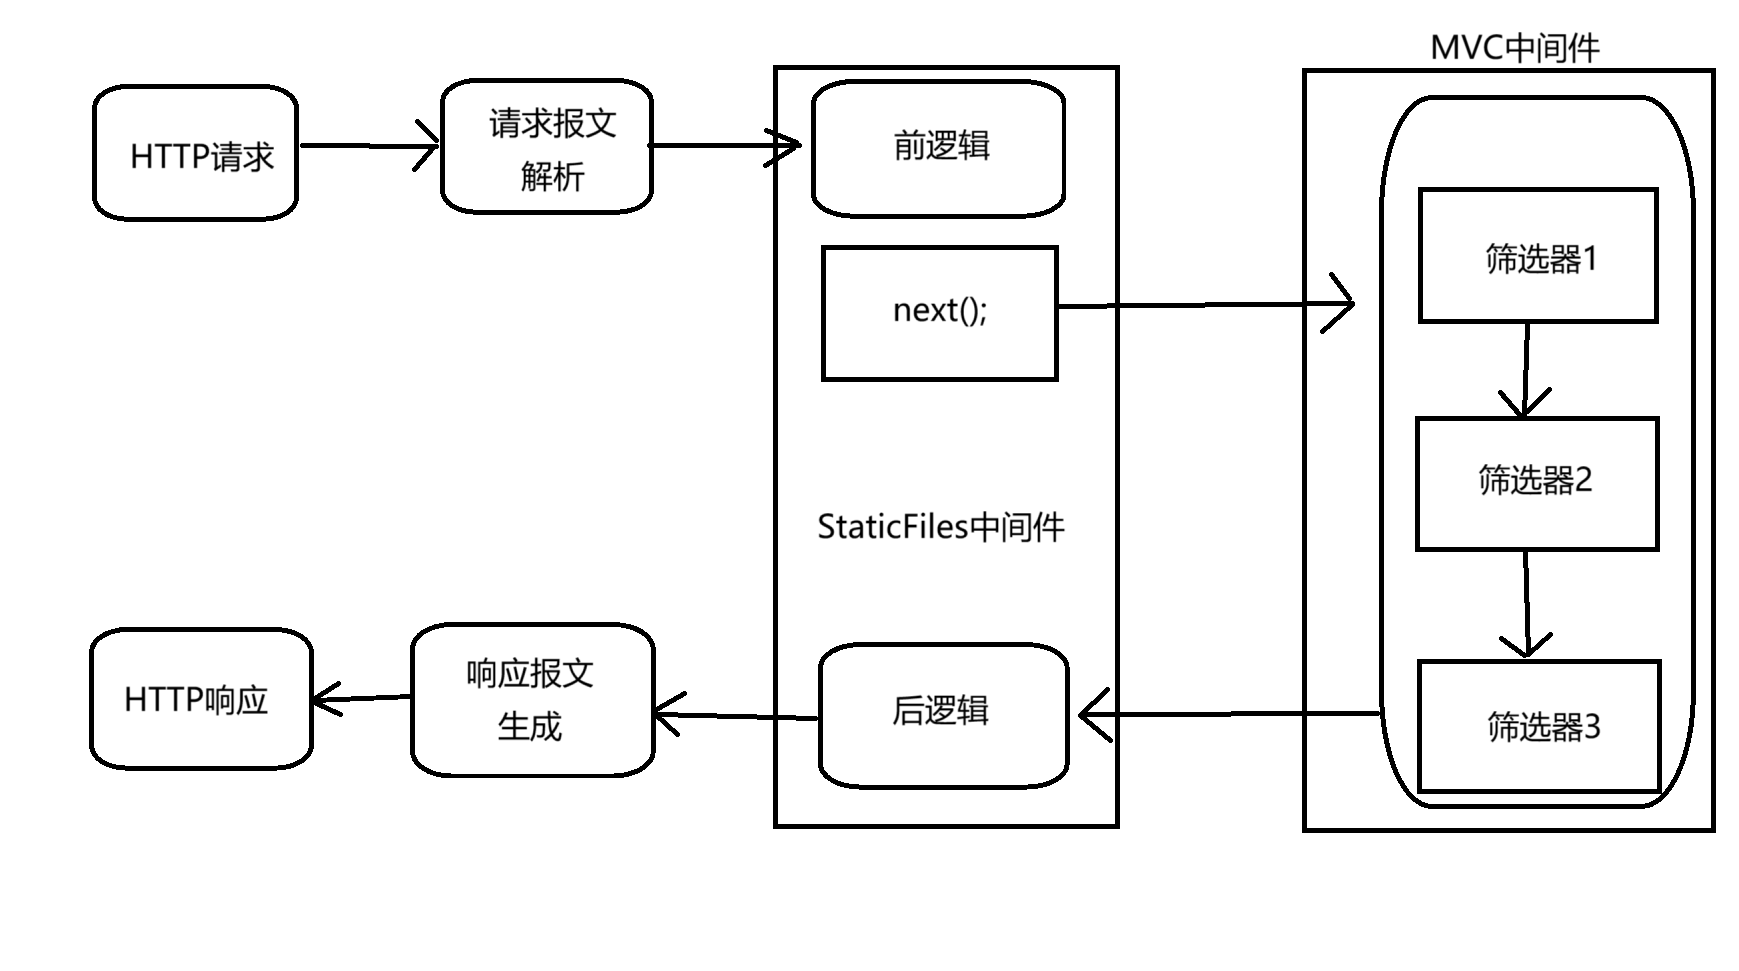 MVC中间件
HTTP请求
请求报文
解析
前逻辑
next();
StaticFiles中间件
后逻辑
响应报文
生成
HTTP响应
筛选器1
筛选器2
筛选器3